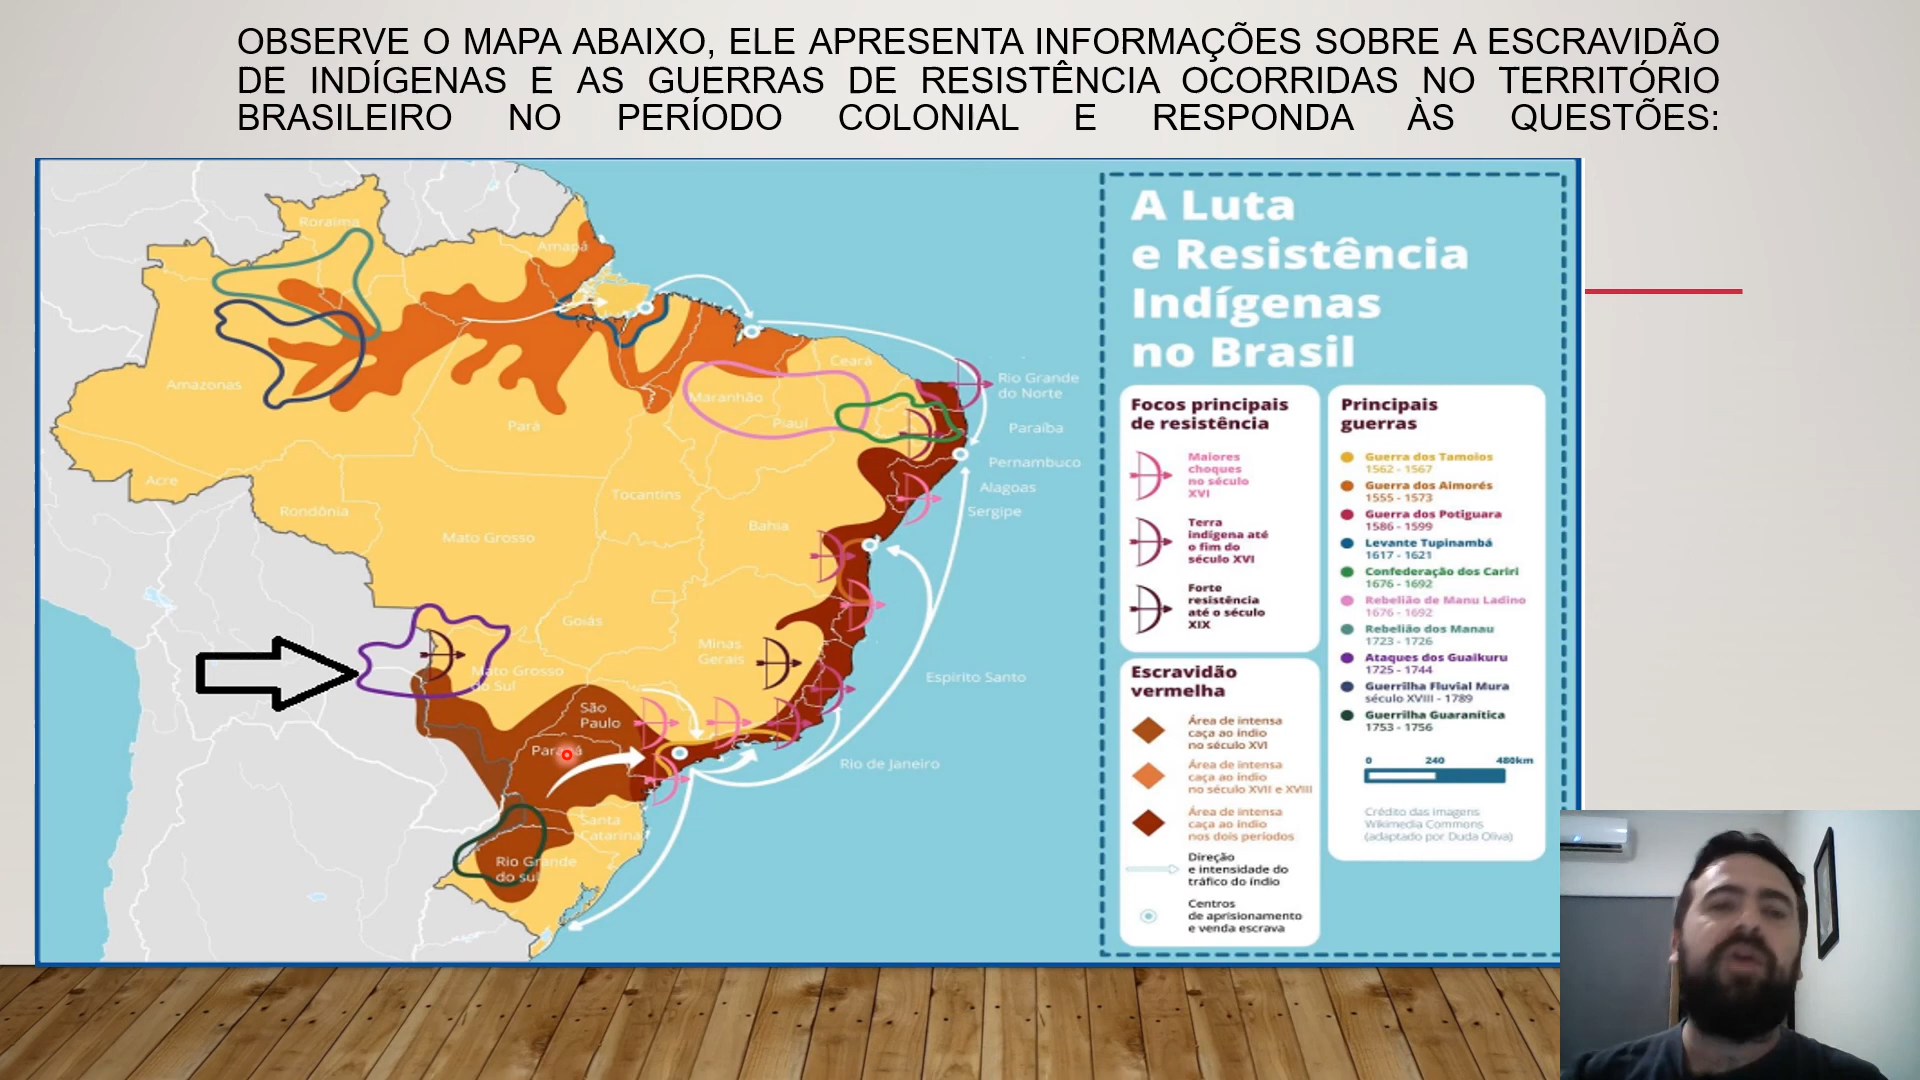 OBSERVE O MAPA ABAIXO, ELE APRESENTA INFORMAÇÕES SOBRE A ESCRAVIDÃO
DE INDÍGENAS E AS GUERRAS DE RESISTÊNCIA OCORRIDAS NO TERRITÓRIO
BRASILEIRO NO PERÍODO COLONIAL E RESPONDA ÀS QUESTÕES:
Roraima
Amapá
Amazonas
Pará
Maranhão
Piauí
Ceará
Rio Grande
do Norte
Paraíba
Pernambuco
Alagoas
Sergipe
Acre
Rondônia
Tocantins
Mato Grosso
Bahia
Goiás
Minas
Gerais
Mato Grosso
do Sul
Espírito Santo
São
Paulo
Paraná
Rio de Janeiro
Santa
Catarina
Rio Grande
do sul
A Luta
e Resistência
Indígenas
no Brasil
Focos principais
de resistência
Maiores
choques
no século
XVI
Terra
indígena até
o fim do
século XVI
Forte
resistência
até o século
XIX
Escravidão
vermelha
Área de intensa
caça ao índio
no século XVI
Área de intensa
caça ao índio
no século XVII e XVIII
Área de intensa
caça ao índio
nos dois períodos
Direção
e intensidade do
tráfico do índio
Centros
de aprisionamento
e venda escrava
Principais
guerras
Guerra dos Tamoios
1562 - 1567
Guerra dos Aimorés
1555 - 1573
Guerra dos Potiguara
1586 - 1599
Levante Tupinambá
1617 - 1621
Confederação dos Cariri
1676 - 1692
Rebelião de Manu Ladino
1676 - 1692
Rebelião dos Manau
1723 - 1726
Ataques dos Guaikuru
1725 - 1744
Guerrilha Fluvial Mura
século XVIII - 1789
Guerrilha Guaranítica
1753 - 1756
0 240 480km
Crédito das imagens
Wikimedia Commons
(adaptado por Duda Oliva)